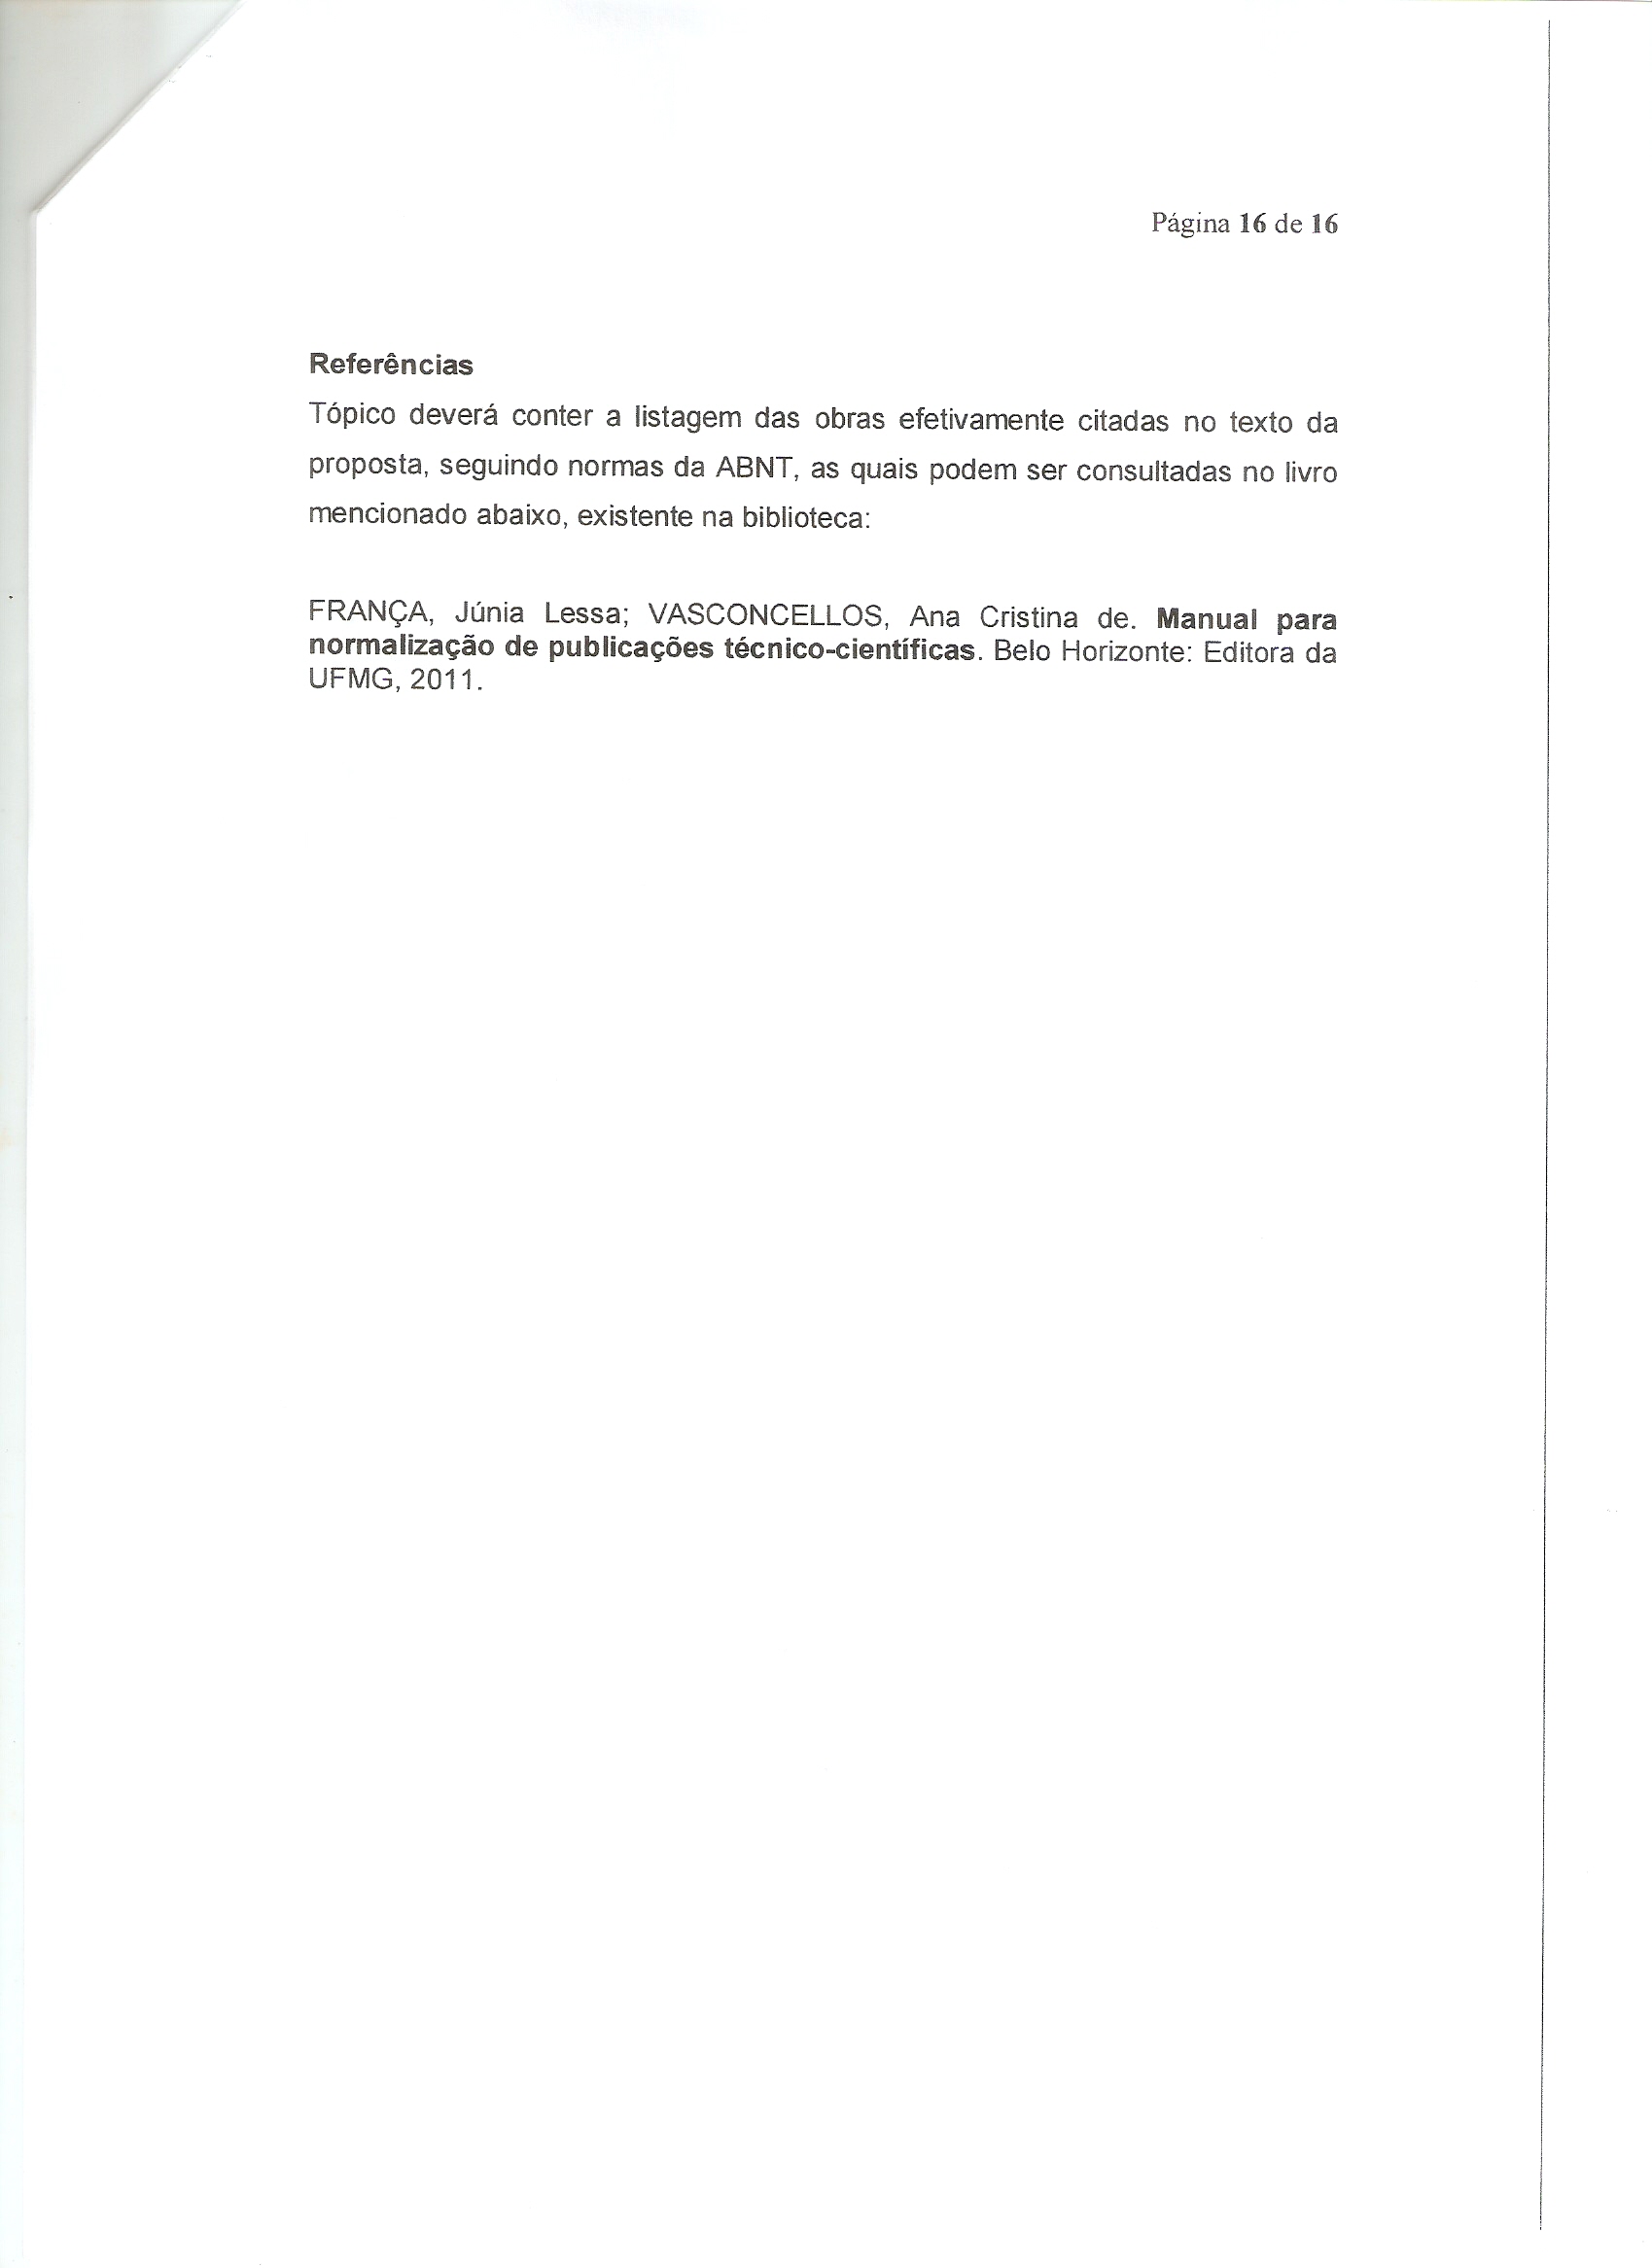 Página 16 de 16
Referências
Tópico deverá conter a listagem das obras efetivamente citadas no texto da
proposta, seguindo normas da ABNT, as quais podem ser consultadas no livro
mencionado abaixo, existente na biblioteca:
FRANÇA, Júnia Lessa; VASCONCELLOS, Ana Cristina de. Manual para
normalização de publicações técnico-científicas. Belo Horizonte: Editora da
UFMG, 2011.